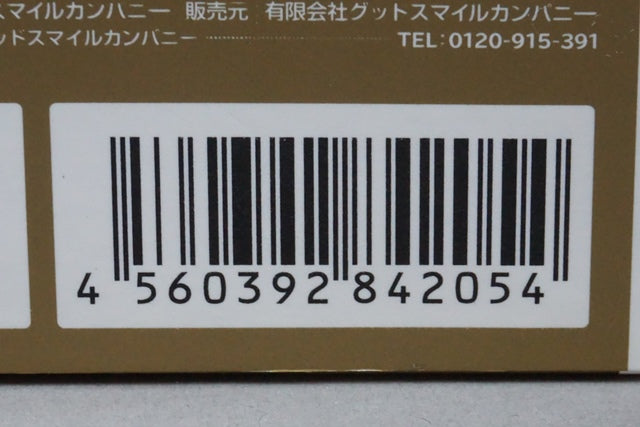 スマイルカンパニー 販売元 有限会社グッドスマイルカンパニー
ッドスマイルカンパニー TEL:0120-915-391
4 560392 842054